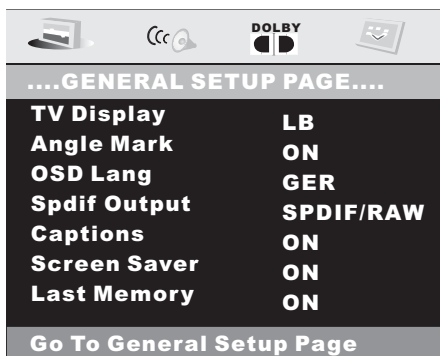 DOLBY
....GENERAL SETUP PAGE....
TV Display LB
Angle Mark ON
OSD Lang GER
Spdif Output SPDIF/RAW
Captions ON
Screen Saver ON
Last Memory ON
Go To General Setup Page